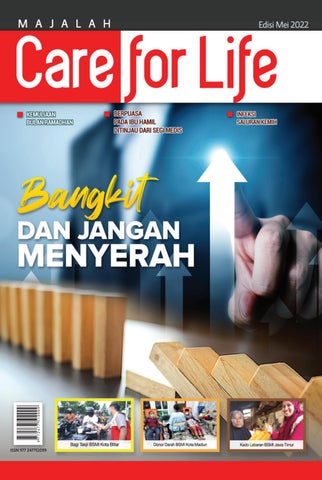 MAJALAH
Edisi Mei 2022
Care for Life
KEMULIAAN
BULAN RAMADHAN
BERPUASA
PADA IBU HAMIL
DITINJAU DARI SEGI MEDIS
INFEKSI
SALURAN KEMIH
Bangkit
DAN JANGAN
MENYERAH
Bagi Takjil BSMI Kota Blitar
Donor Darah BSMI Kota Madiun
Kado Lebaran BSMI Jawa Timur